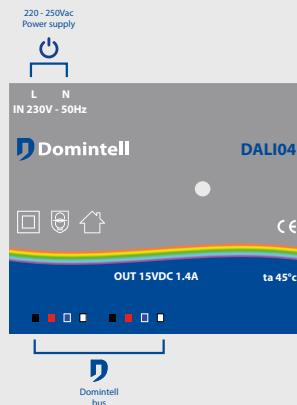 220 - 250Vac
Power supply
L N
IN 230V - 50Hz
Domintell
DALI04
CE
OUT 15VDC 1.4A
ta 45°c
Domintell
bus